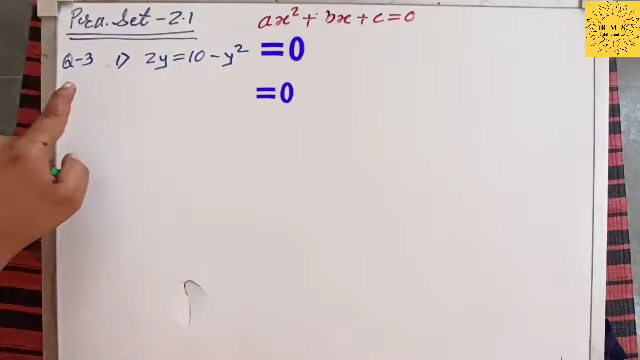 Pra. Set - 2.1
ax² + bx + c = 0
Q-3 1) 2y = 10 - y² = 0
= 0